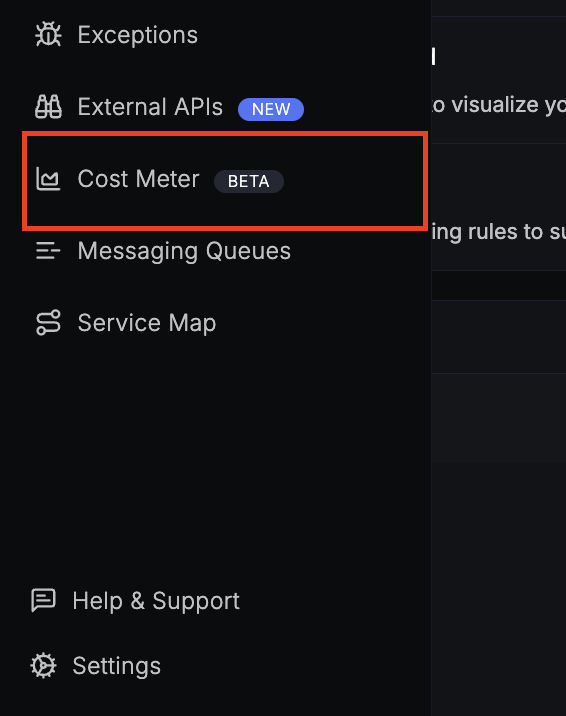 Exceptions
External APIs NEW
to visualize yo
Cost Meter BETA
ing rules to su
Messaging Queues
Service Map
Help & Support
Settings